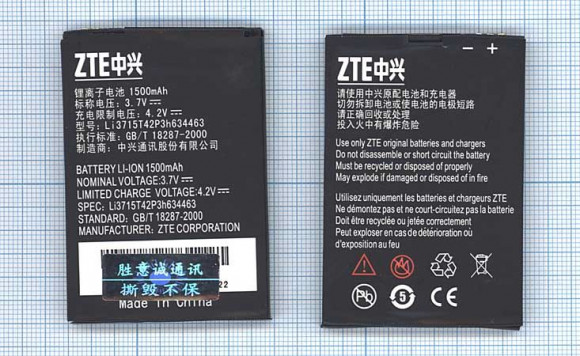 ZTE中兴
锂离子电池 1500mAh
标称电压: 3.7V
充电限制电压: 4.2V
型号: Li3715T42P3h634463
执行标准: GB/T 18287-2000
制造商: 中兴通讯股份有限公司
BATTERY LI-ION 1500mAh
NOMINAL VOLTAGE:3.7V
LIMITED CHARGE VOLTAGE:4.2V
SPEC: Li3715T42P3h634463
STANDARD: GB/T 18287-2000
MANUFACTURER: ZTE CORPORATION
胜意诚通讯
撕毁不保
22
Made in China
ZTE中兴
请使用中兴原配电池和充电器
切勿拆卸电池或使电池的电极短路
请正确回收或处理
投入火中有爆炸危险
Use only ZTE original batteries and chargers
Do not disassemble or short circuit the battery
Must be recycled or disposed of properly
May explode if damaged or disposed in fire
Utilisez uniquement les batteries et chargeurs ZTE
Ne démontez pas et ne court-circuitez pas la batterie
Doit être recyclée ou jetée correctement
Peut exploser en cas de détérioration
où d'exposition au feu
Pb
5